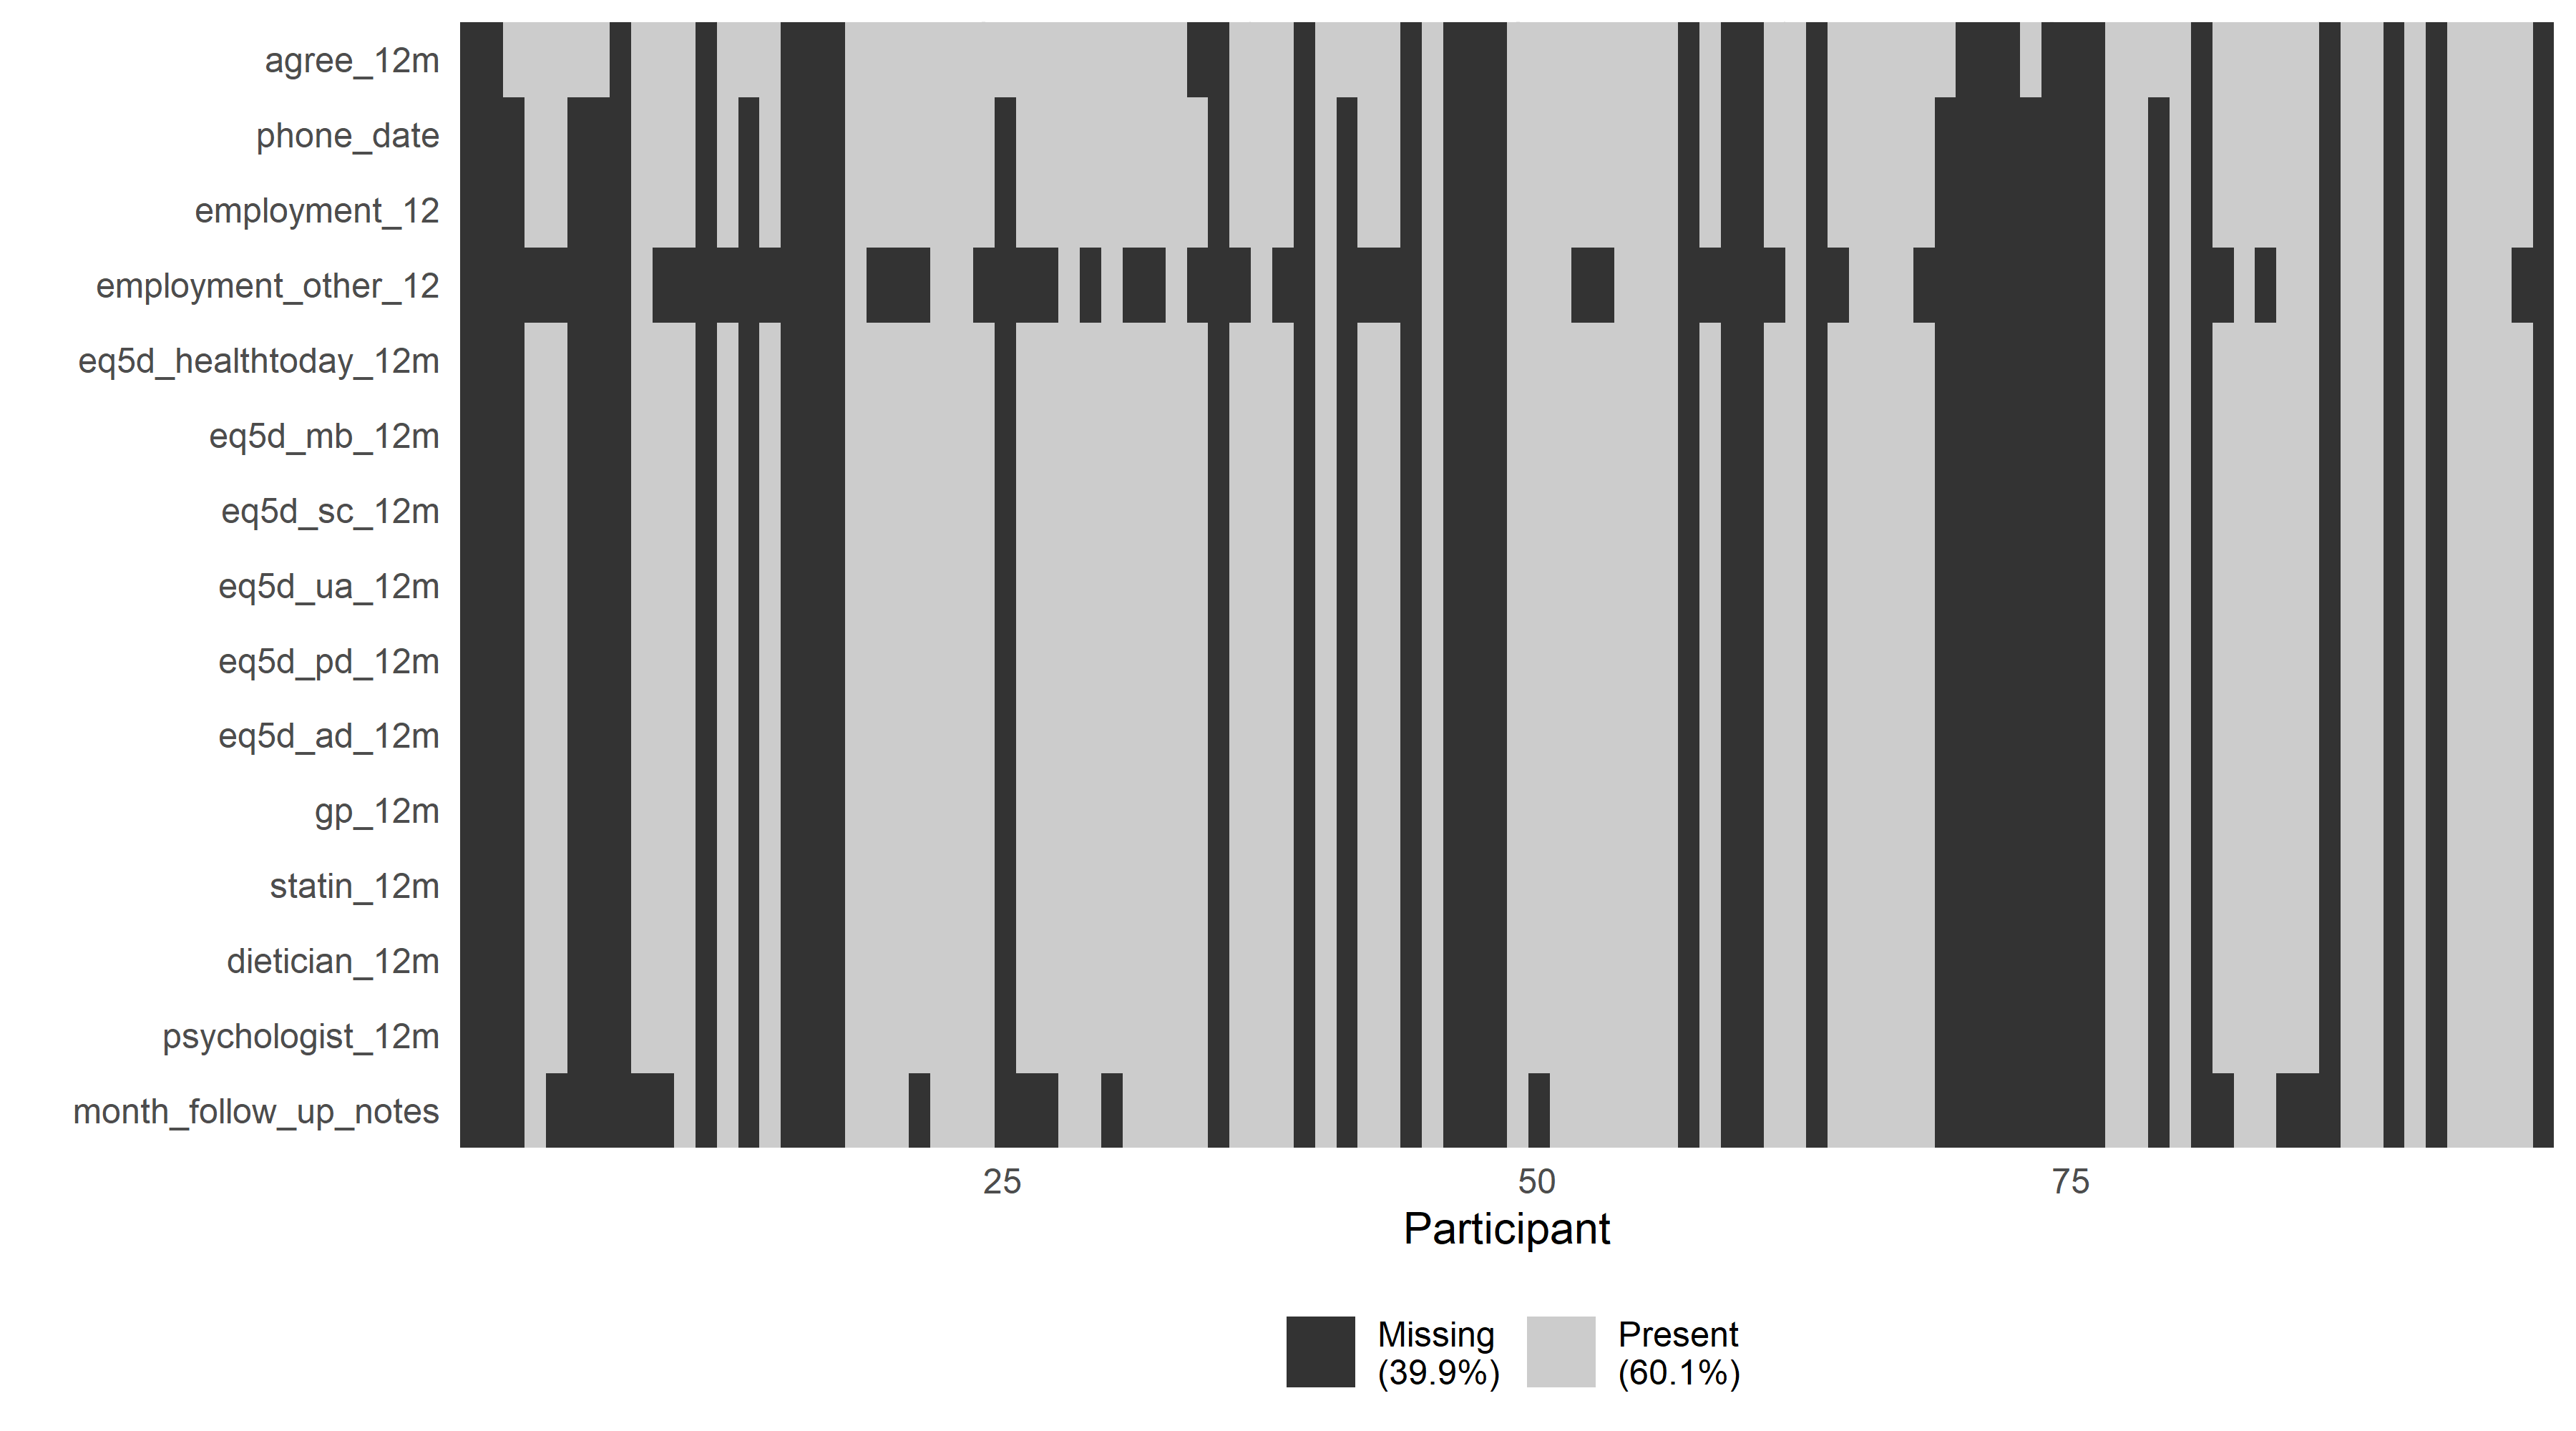 agree_12m
phone_date
employment_12
employment_other_12
eq5d_healthtoday_12m
eq5d_mb_12m
eq5d_sc_12m
eq5d_ua_12m
eq5d_pd_12m
eq5d_ad_12m
gp_12m
statin_12m
dietician_12m
psychologist_12m
month_follow_up_notes
25 50 75
Participant
Missing Present
(39.9%) (60.1%)